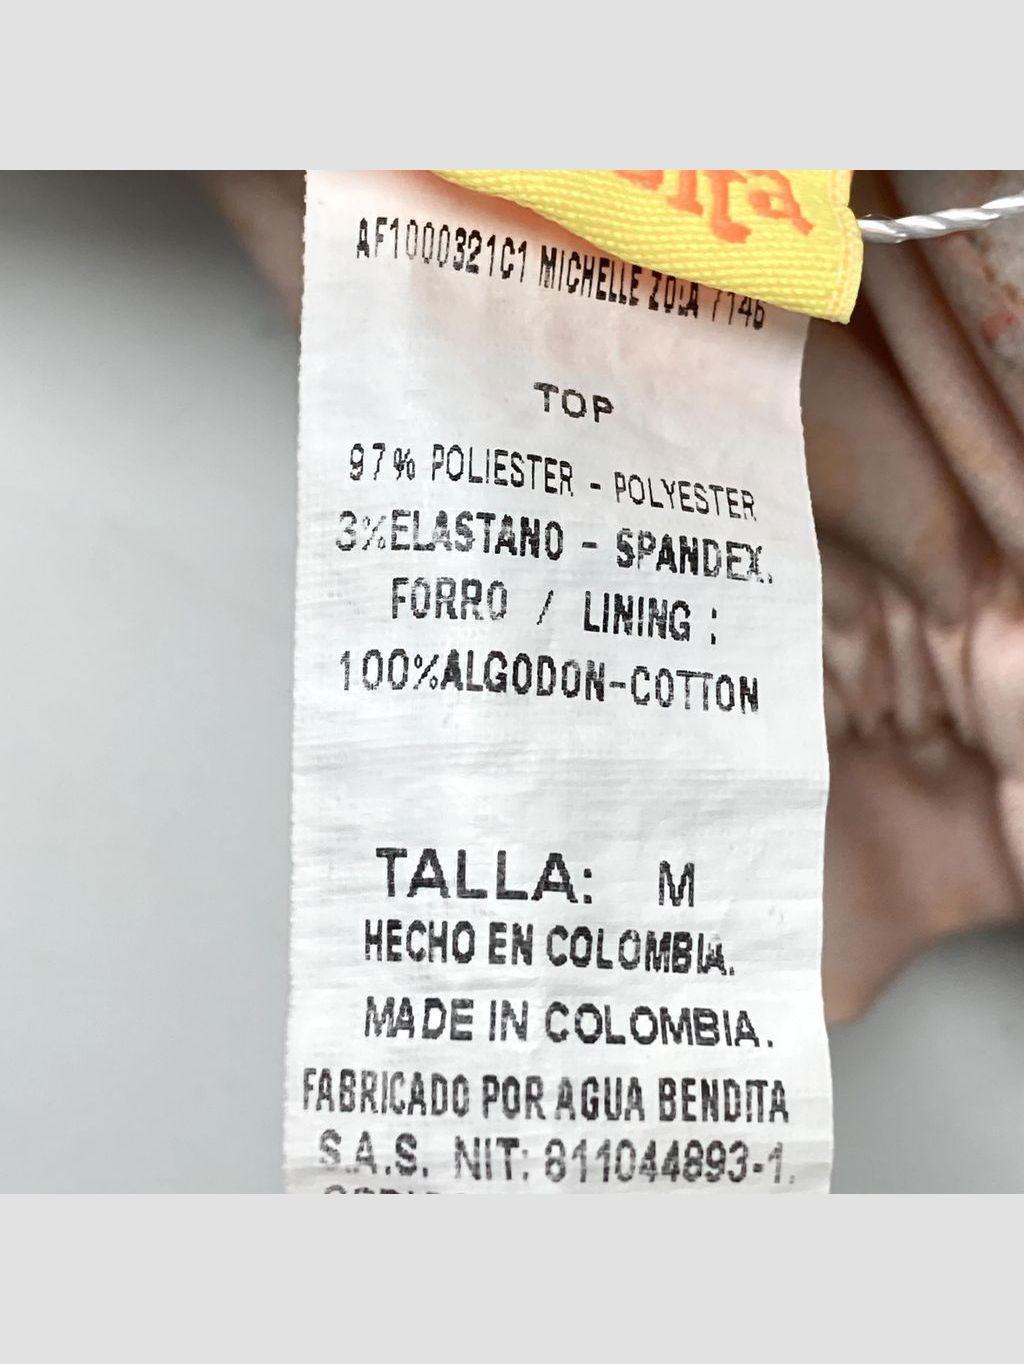 AF1000321C1 MICHELLE ZOLA 7146
TOP
97% POLIESTER - POLYESTER
3%ELASTANO - SPANDEX.
FORRO / LINING :
100%ALGODON-COTTON
TALLA: M
HECHO EN COLOMBIA.
MADE IN COLOMBIA.
FABRICADO POR AGUA BENDITA
S.A.S. NIT: 811044893-1.